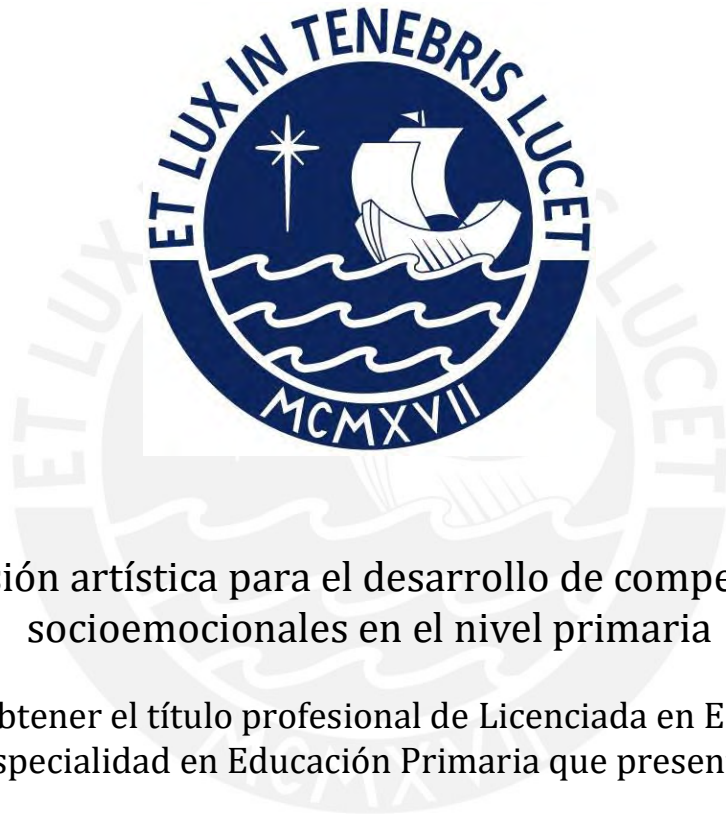 ET LUX IN TENEBRIS LUCET
MCMXVII
sión artística para el desarrollo de compe
socioemocionales en el nivel primaria
btener el título profesional de Licenciada en E
specialidad en Educación Primaria que presen